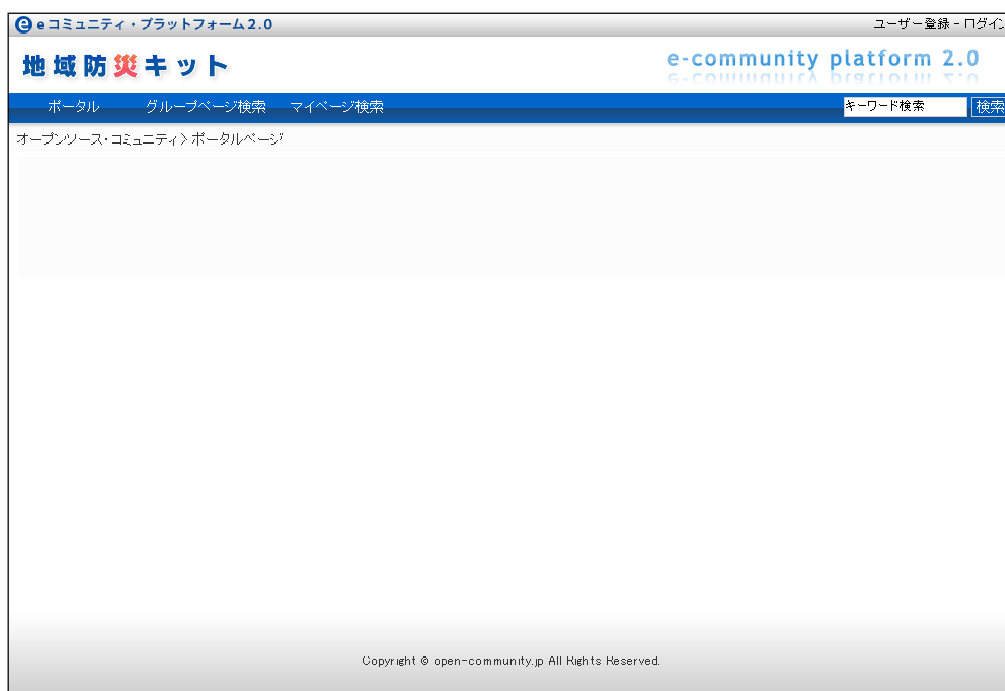 e eコミュニティ・プラットフォーム2.0 ユーザー登録 - ログイン
地域防災キット e-community platform 2.0
ポータル グループページ検索 マイページ検索 キーワード検索 検索
オープンソース・コミュニティ > ポータルページ
Copyright © open-community.jp All Rights Reserved.